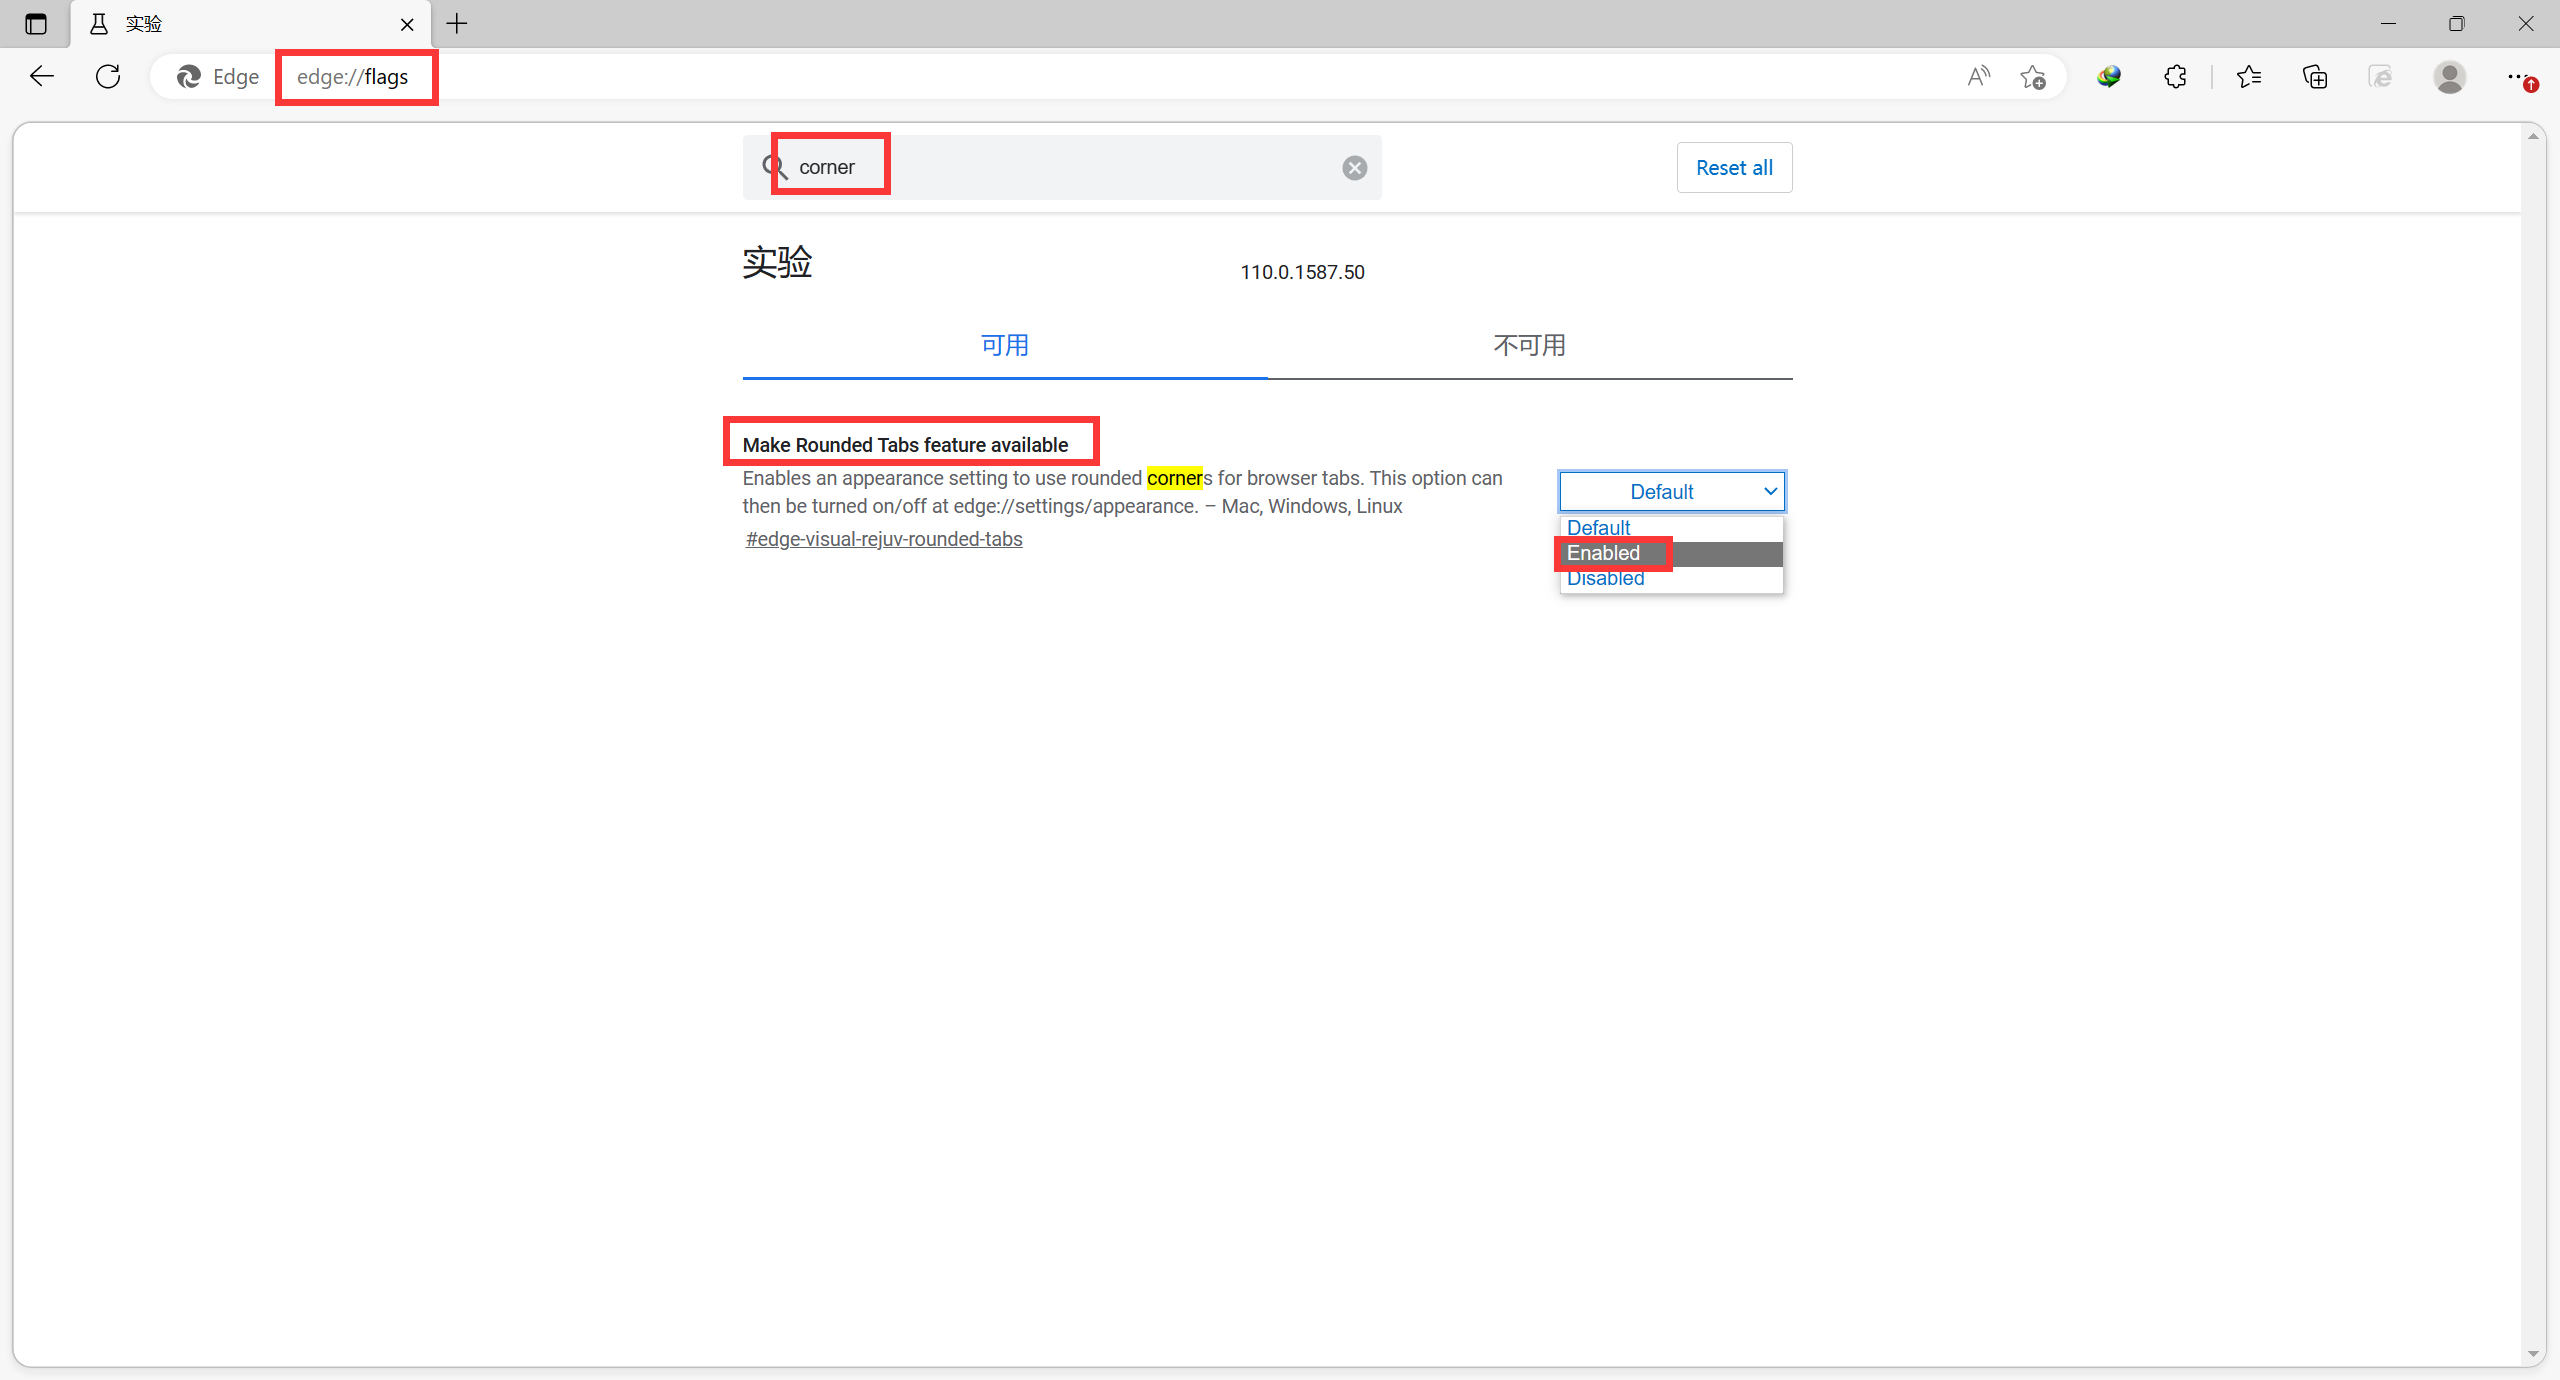 实验
Edge
edge://flags
corner
Reset all
实验
110.0.1587.50
可用
不可用
Make Rounded Tabs feature available
Enables an appearance setting to use rounded corners for browser tabs. This option can
then be turned on/off at edge://settings/appearance. – Mac, Windows, Linux
#edge-visual-rejuv-rounded-tabs
Default
Default
Enabled
Disabled